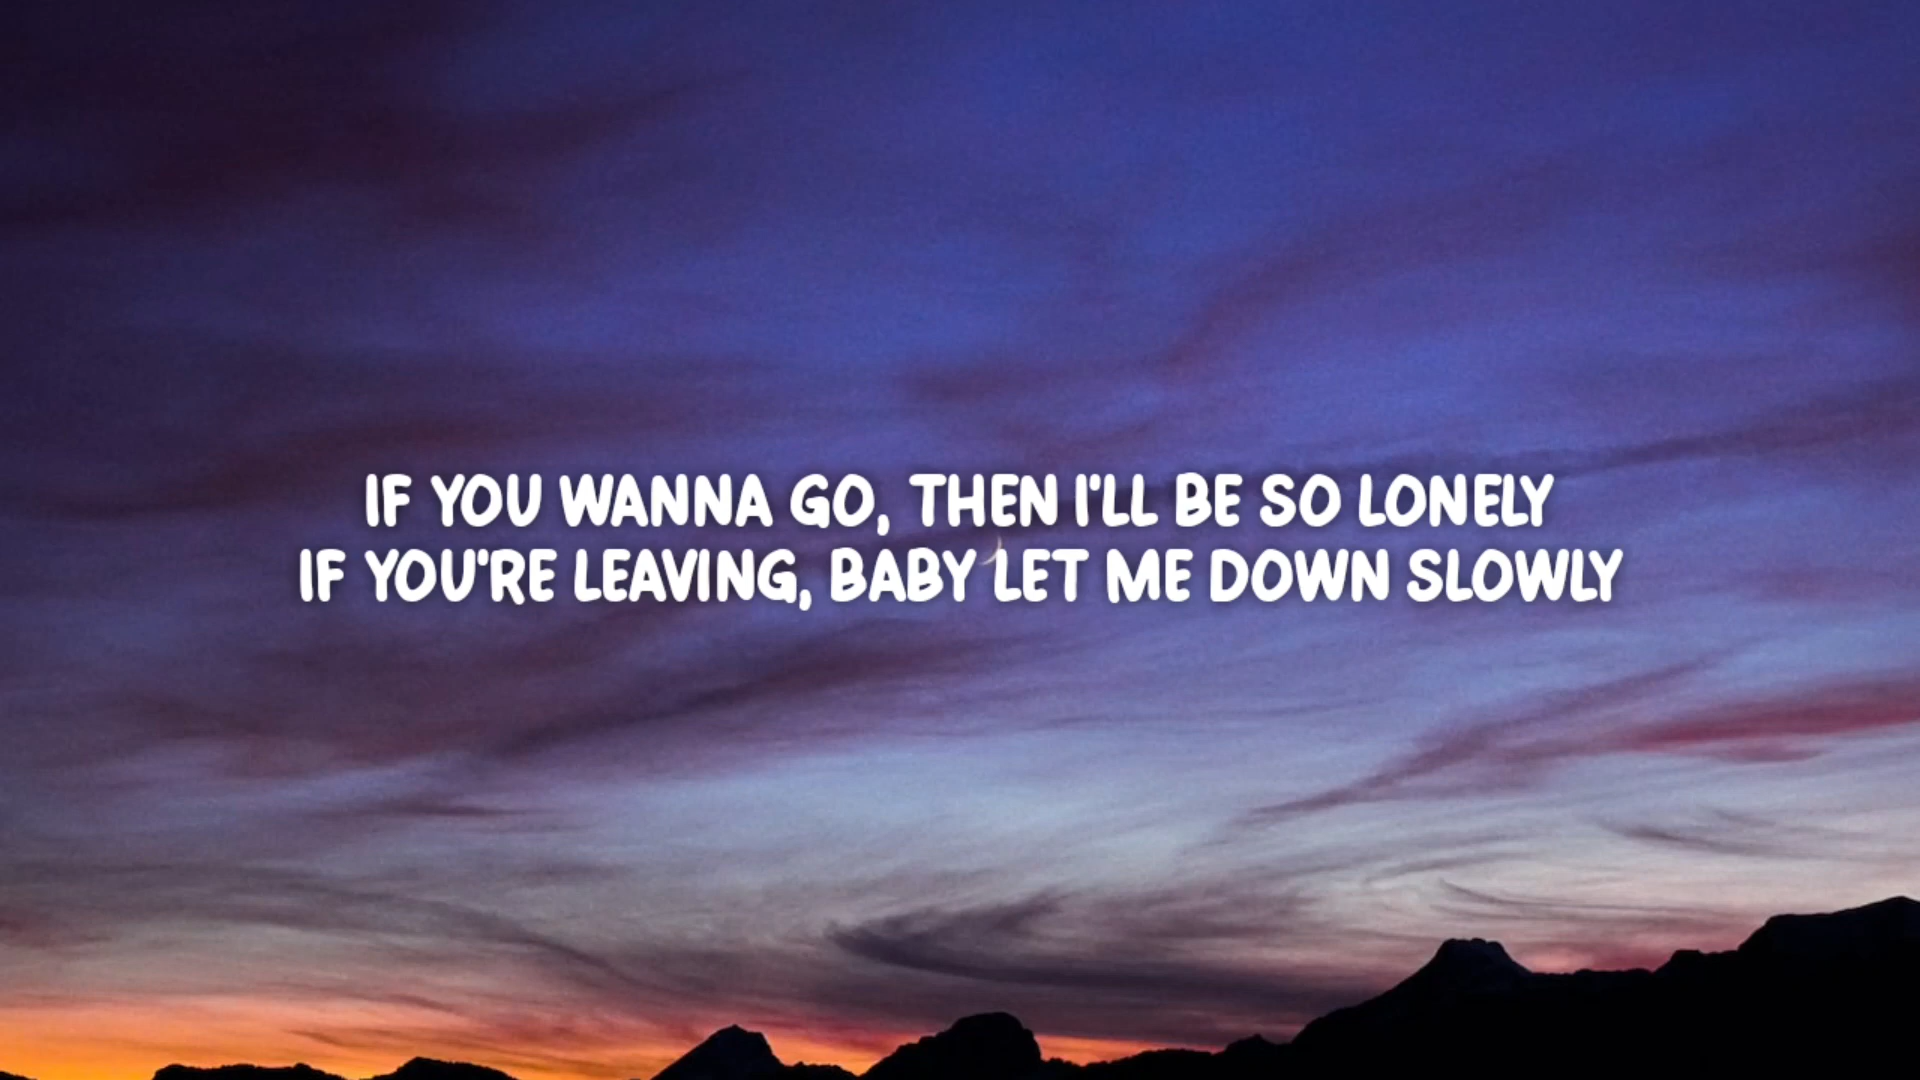 IF YOU WANNA GO, THEN I'LL BE SO LONELY
IF YOU'RE LEAVING, BABY LET ME DOWN SLOWLY